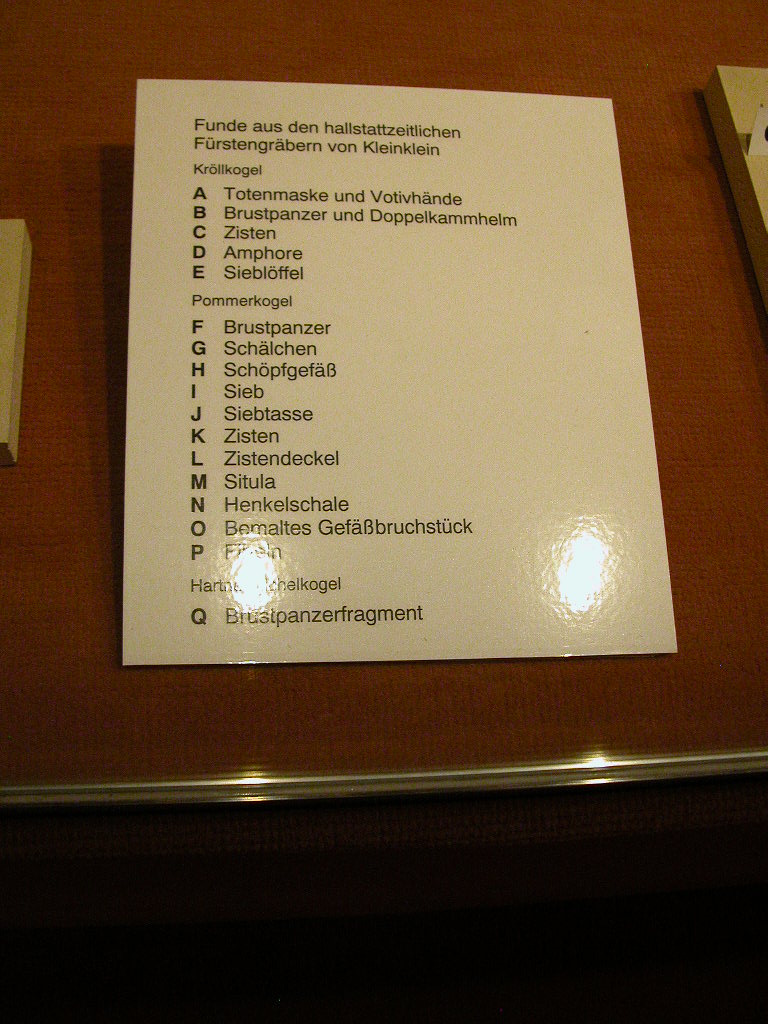 Funde aus den hallstattzeitlichen
Fürstengräbern von Kleinklein
Kröllkogel
A Totenmaske und Votivhände
B Brustpanzer und Doppelkammhelm
C Zisten
D Amphore
E Sieblöffel
Pommerkogel
F Brustpanzer
G Schälchen
H Schöpfgefäß
I Sieb
J Siebtasse
K Zisten
L Zistendeckel
M Situla
N Henkelschale
O Bemaltes Gefäßbruchstück
P
Q Brustpanzerfragment